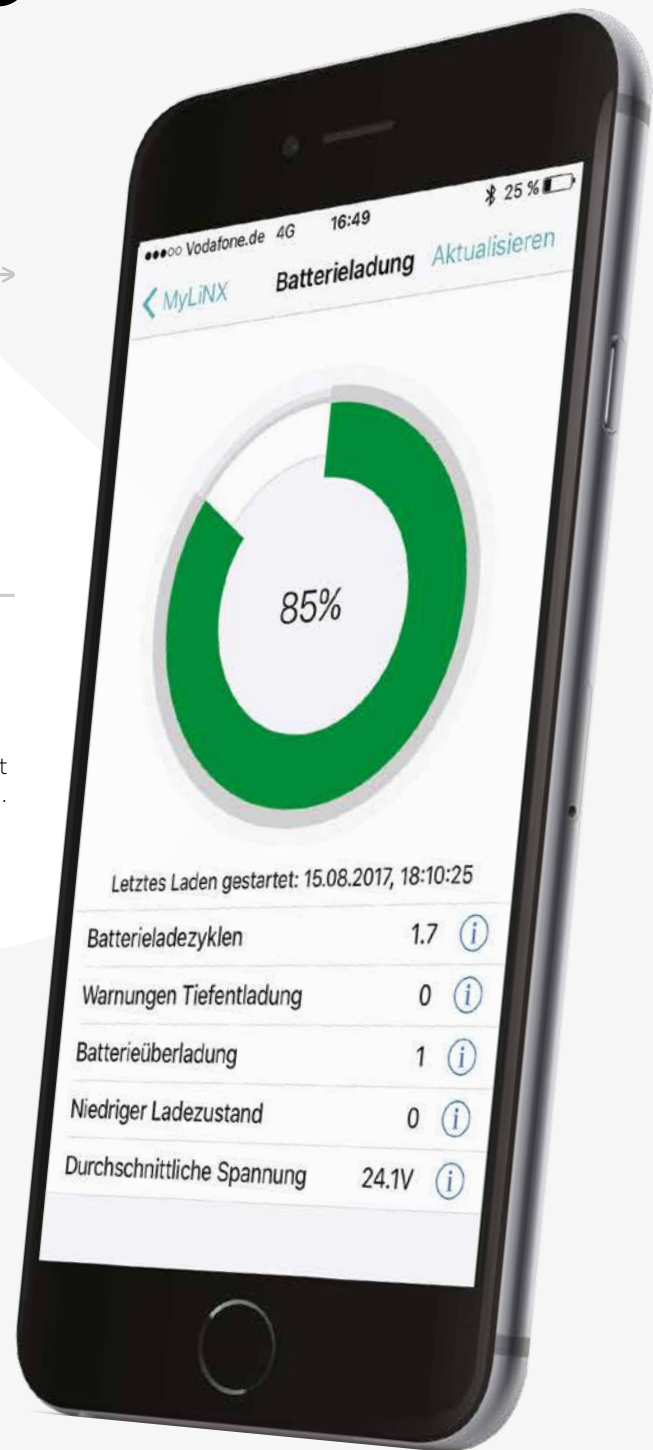 ●●●○○ Vodafone.de 4G 16:49 25 %
MyLiNX Batterieladung Aktualisieren
85%
Letztes Laden gestartet: 15.08.2017, 18:10:25
Batterieladezyklen 1.7 i
Warnungen Tiefentladung 0 i
Batterieüberladung 1 i
Niedriger Ladezustand 0 i
Durchschnittliche Spannung 24.1V i
t
.